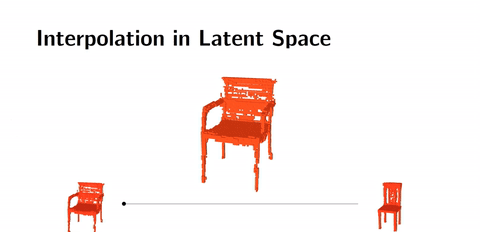 Interpolation in Latent Space